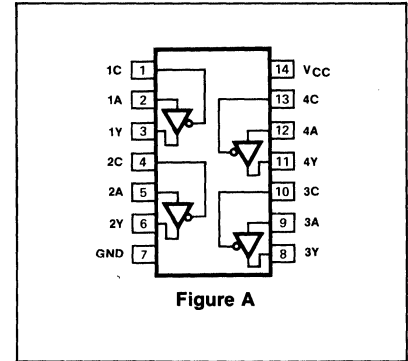 1C 1 14 VCC
1A 2 13 4C
1Y 3 12 4A
2C 4 11 4Y
2A 5 10 3C
2Y 6 9 3A
GND 7 8 3Y
Figure A